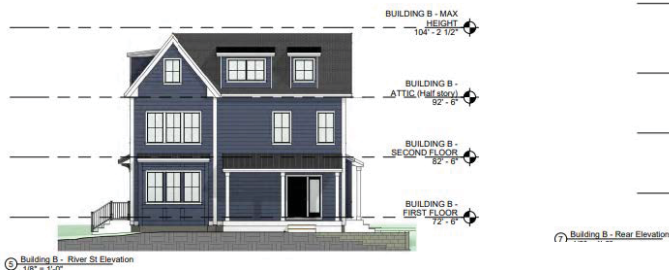 BUILDING B - MAX
HEIGHT
104' - 2 1/2"
BUILDING B -
ATTIC (Half story)
92' - 6"
BUILDING B -
SECOND FLOOR
82' - 6"
BUILDING B -
FIRST FLOOR
72' - 6"
5 Building B - River St Elevation
1/8" = 1'-0"
7 Building B - Rear Elevation